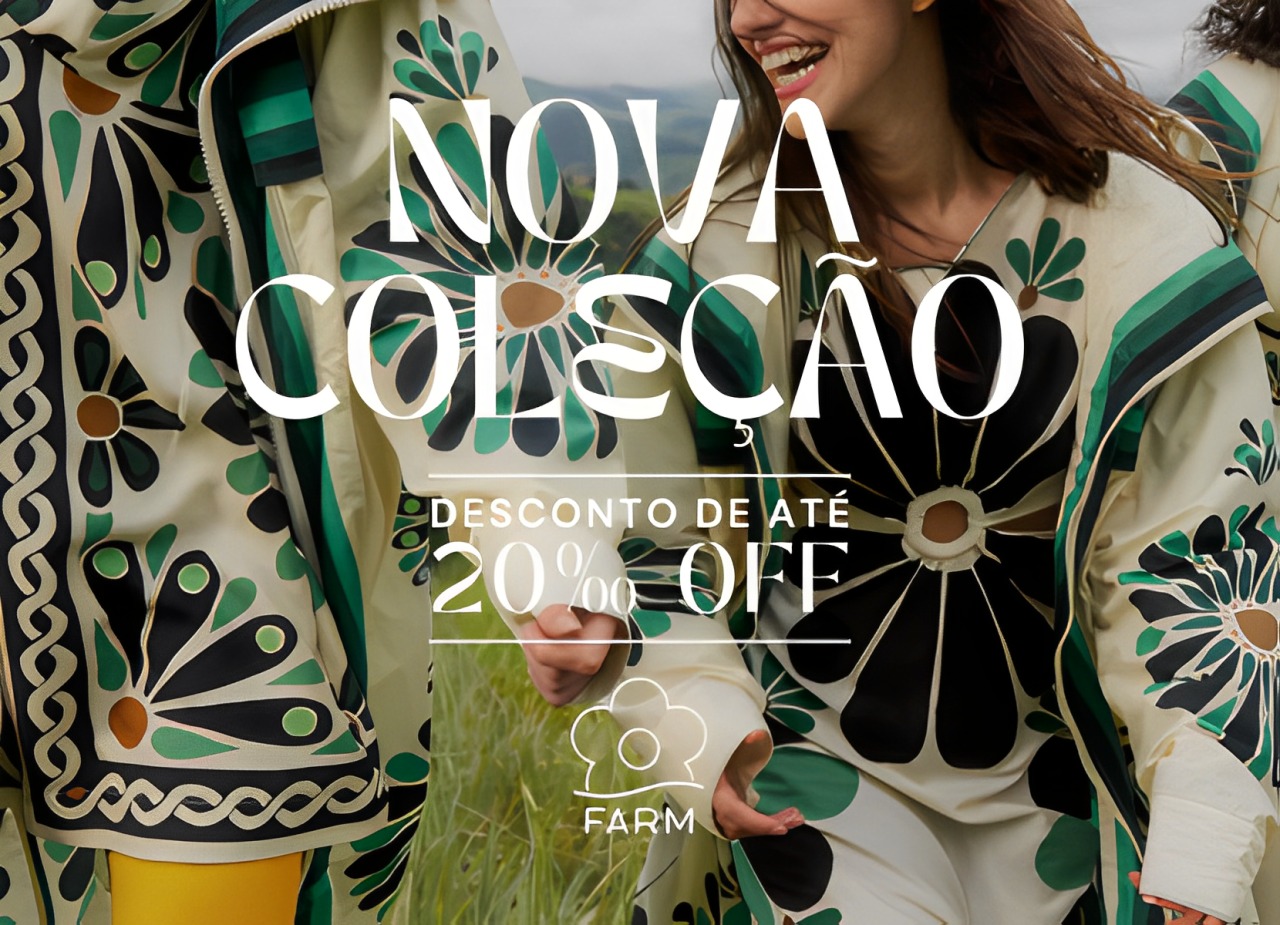 NOVA
COLEÇÃO
DESCONTO DE ATÉ
20‰ OFF
FARM